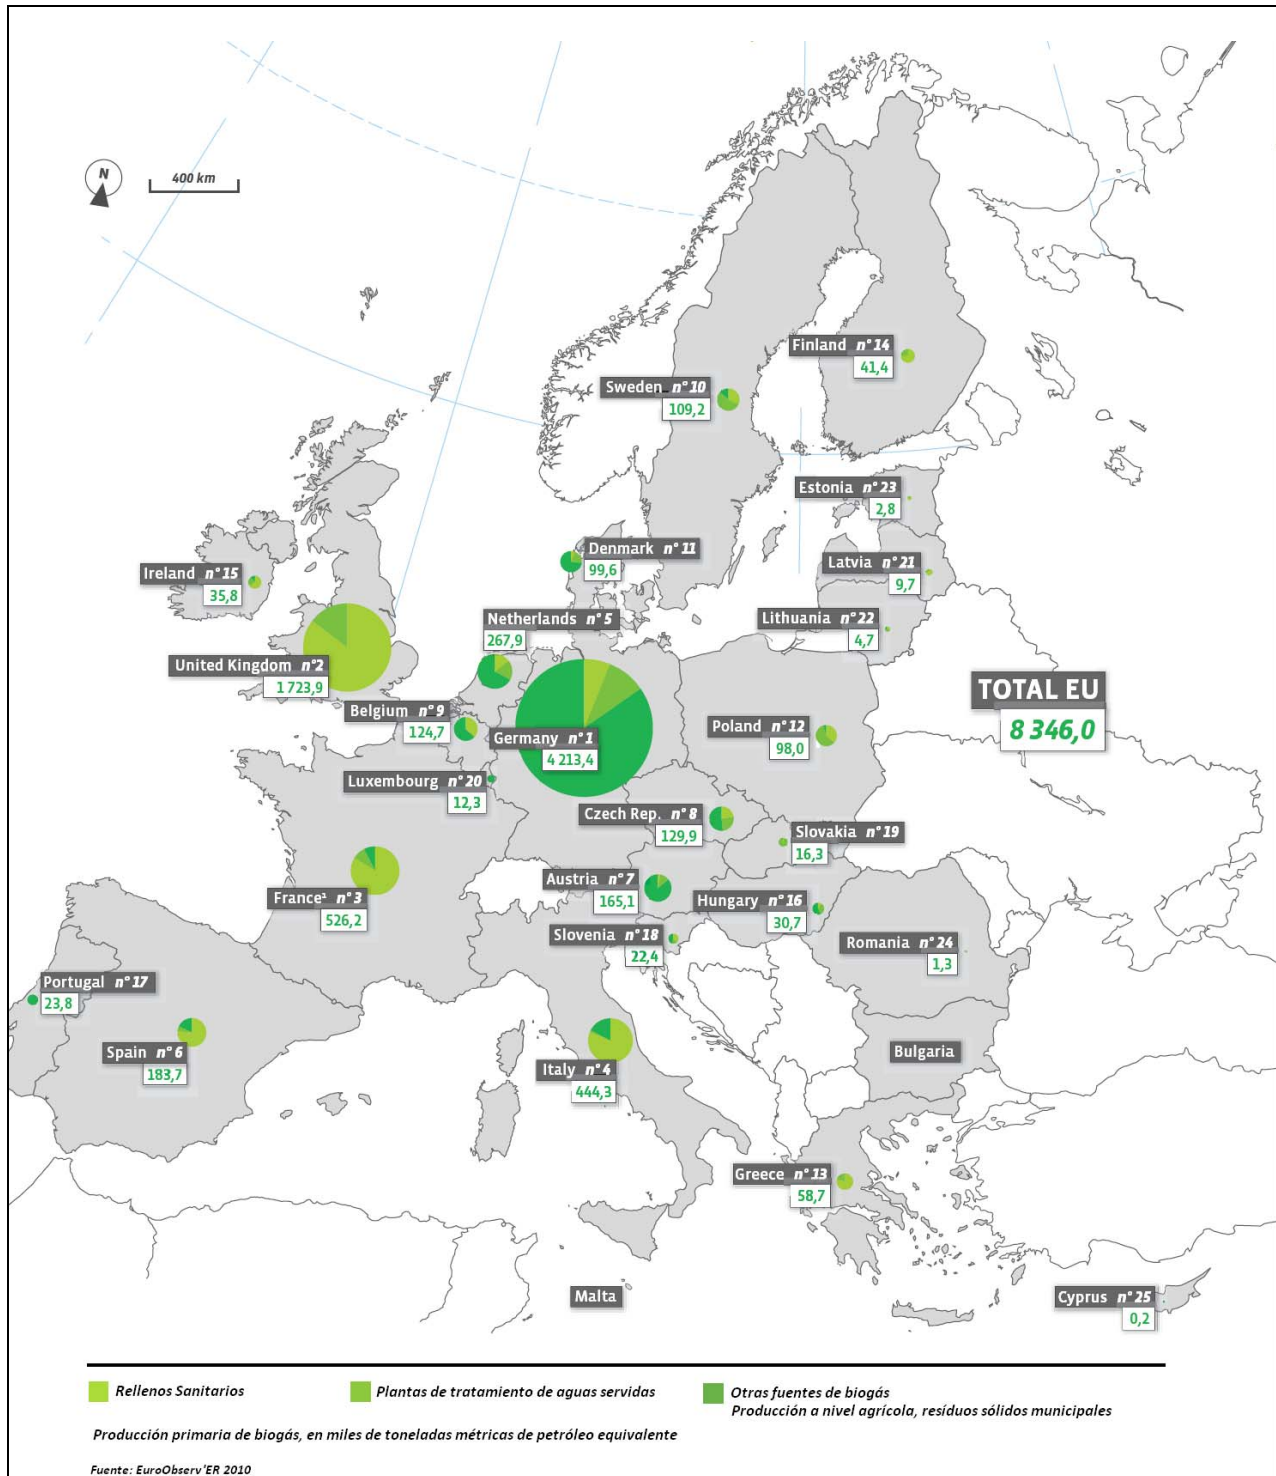 N
400 km
Finland n° 14
41,4
Sweden n° 10
109,2
Estonia n° 23
2,8
Denmark n° 11
99,6
Latvia n° 21
9,7
Ireland n° 15
35,8
Netherlands n° 5
267,9
Lithuania n° 22
4,7
United Kingdom n°2
1 723,9
TOTAL EU
8 346,0
Belgium n° 9
124,7
Germany n° 1
4 213,4
Poland n° 12
98,0
Luxembourg n° 20
12,3
Czech Rep. n° 8
129,9
Slovakia n° 19
16,3
Austria n° 7
165,1
France¹ n° 3
526,2
Hungary n° 16
30,7
Slovenia n° 18
22,4
Romania n° 24
1,3
Portugal n° 17
23,8
Spain n° 6
183,7
Bulgaria
Italy n° 4
444,3
Greece n° 13
58,7
Malta
Cyprus n° 25
0,2
Rellenos Sanitarios
Plantas de tratamiento de aguas servidas
Otras fuentes de biogás
Producción a nivel agrícola, resíduos sólidos municipales
Producción primaria de biogás, en miles de toneladas métricas de petróleo equivalente
Fuente: EuroObserv'ER 2010